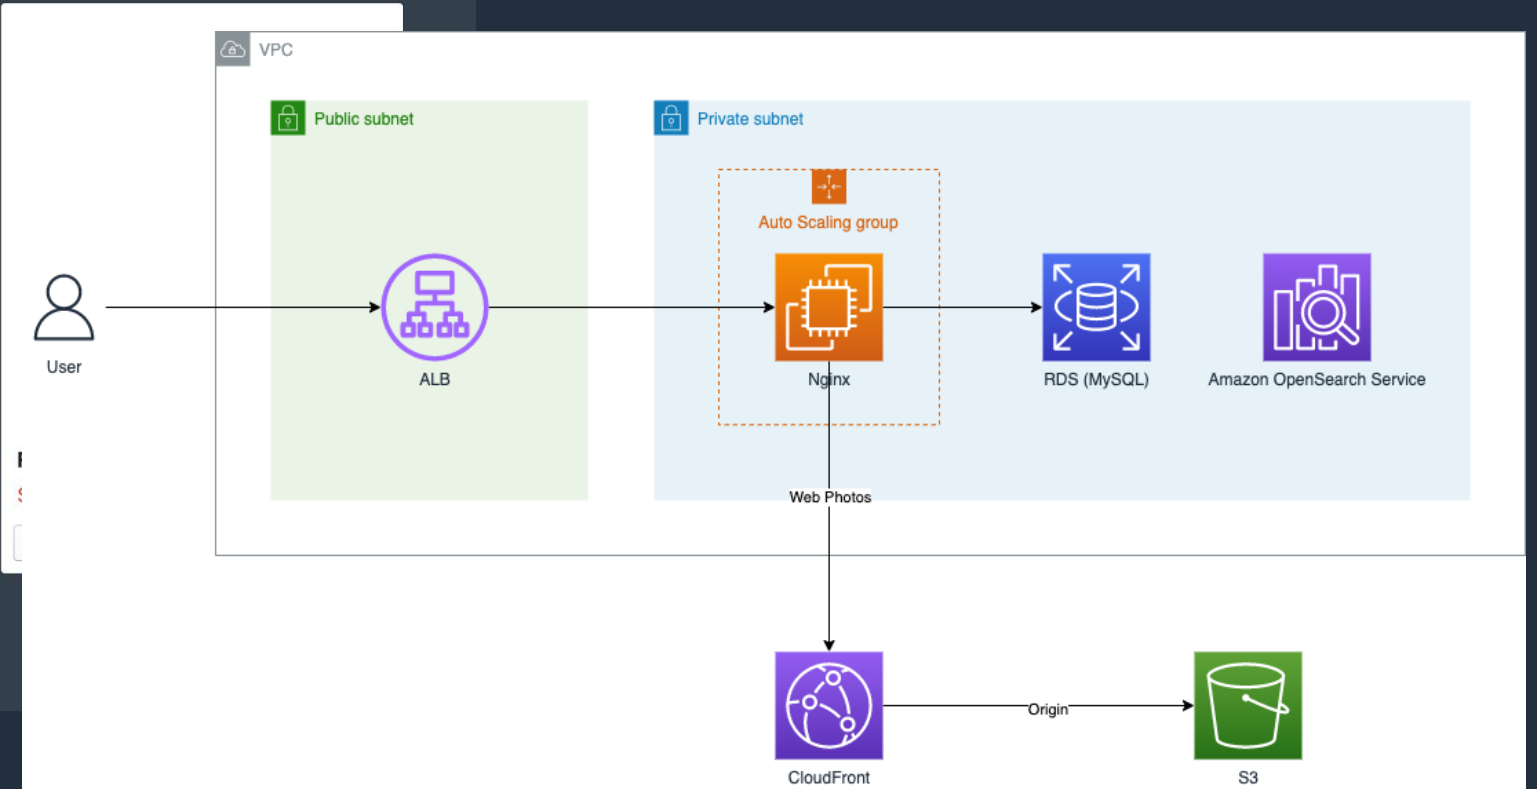 VPC
Public subnet
Private subnet
Auto Scaling group
User
ALB
Nginx
RDS (MySQL)
Amazon OpenSearch Service
Web Photos
Origin
CloudFront
S3